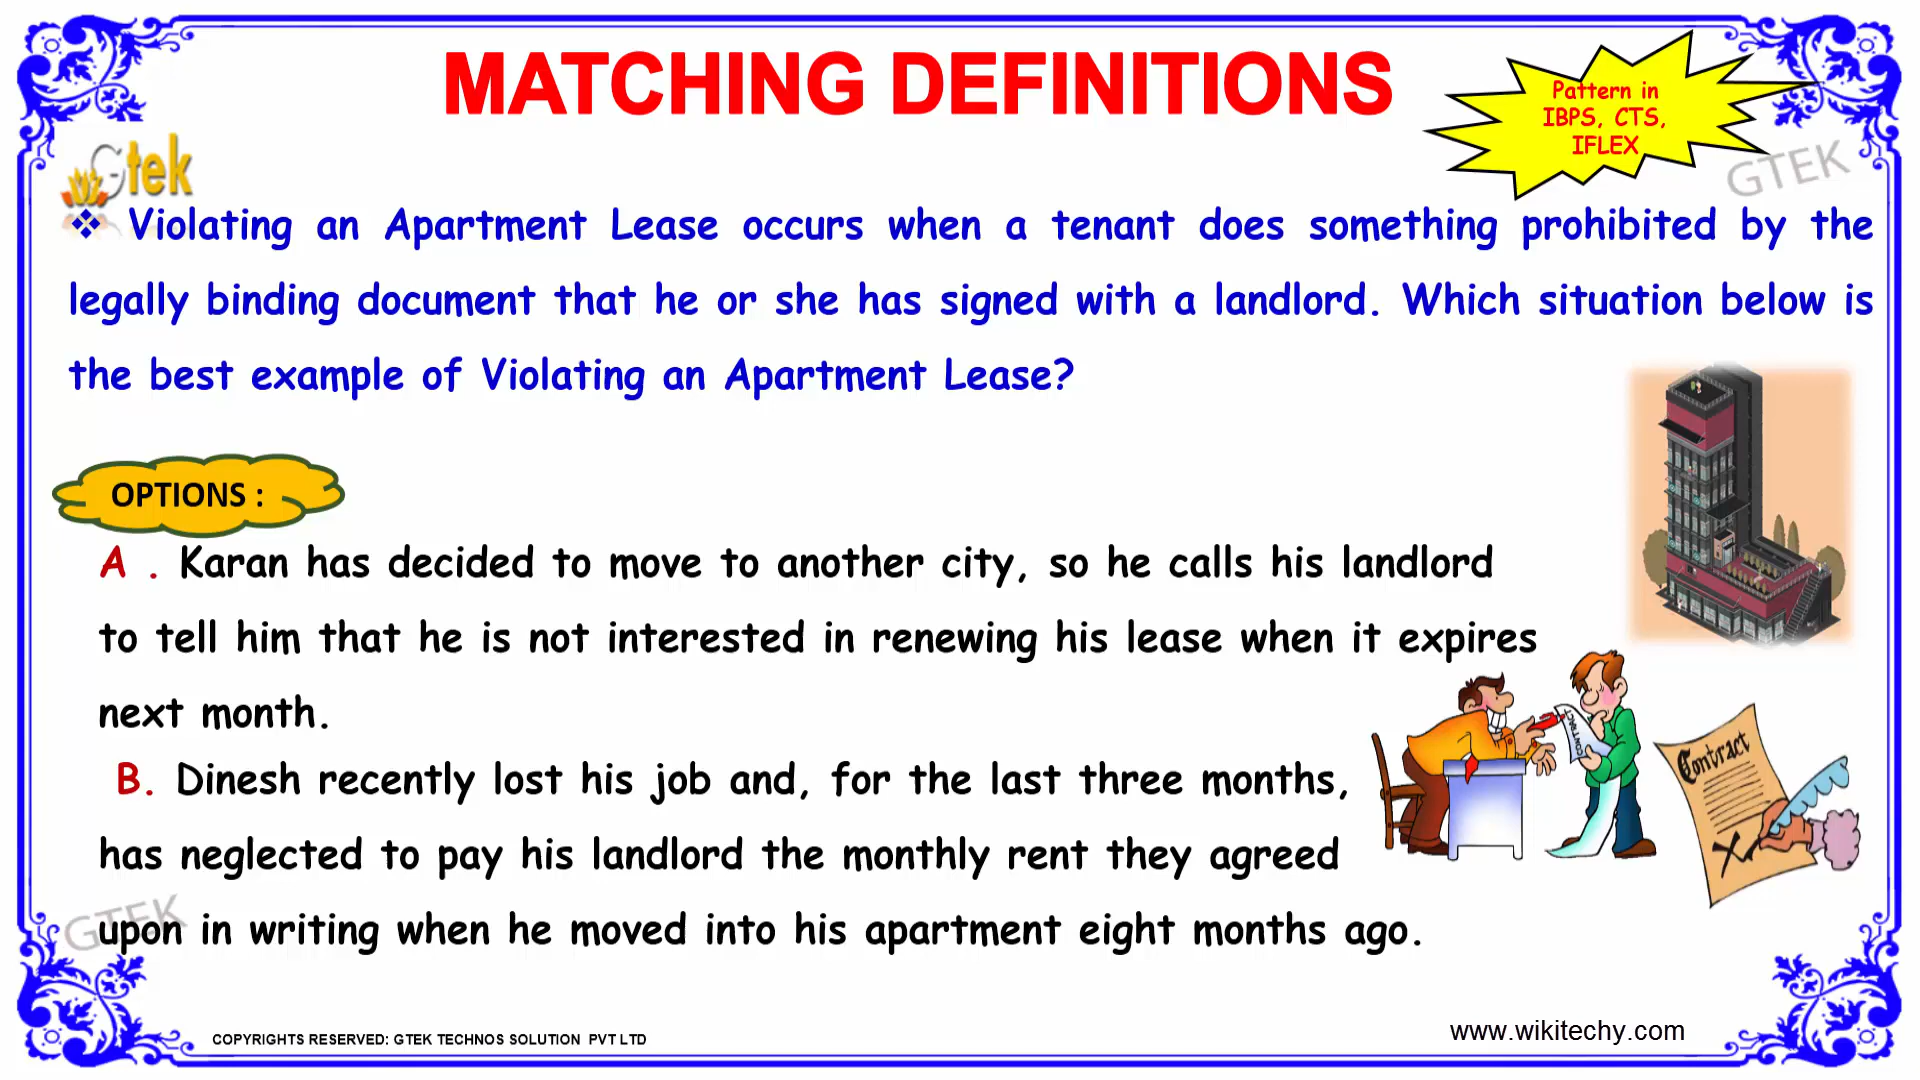 MATCHING DEFINITIONS
Pattern in
IBPS, CTS,
IFLEX
Gtek
GTEK
❖ Violating an Apartment Lease occurs when a tenant does something prohibited by the
legally binding document that he or she has signed with a landlord. Which situation below is
the best example of Violating an Apartment Lease?
OPTIONS :
A . Karan has decided to move to another city, so he calls his landlord
to tell him that he is not interested in renewing his lease when it expires
next month.
CONTRACT
Contract
X
B. Dinesh recently lost his job and, for the last three months,
has neglected to pay his landlord the monthly rent they agreed
upon in writing when he moved into his apartment eight months ago.
GTEK
COPYRIGHTS RESERVED: GTEK TECHNOS SOLUTION PVT LTD
www.wikitechy.com